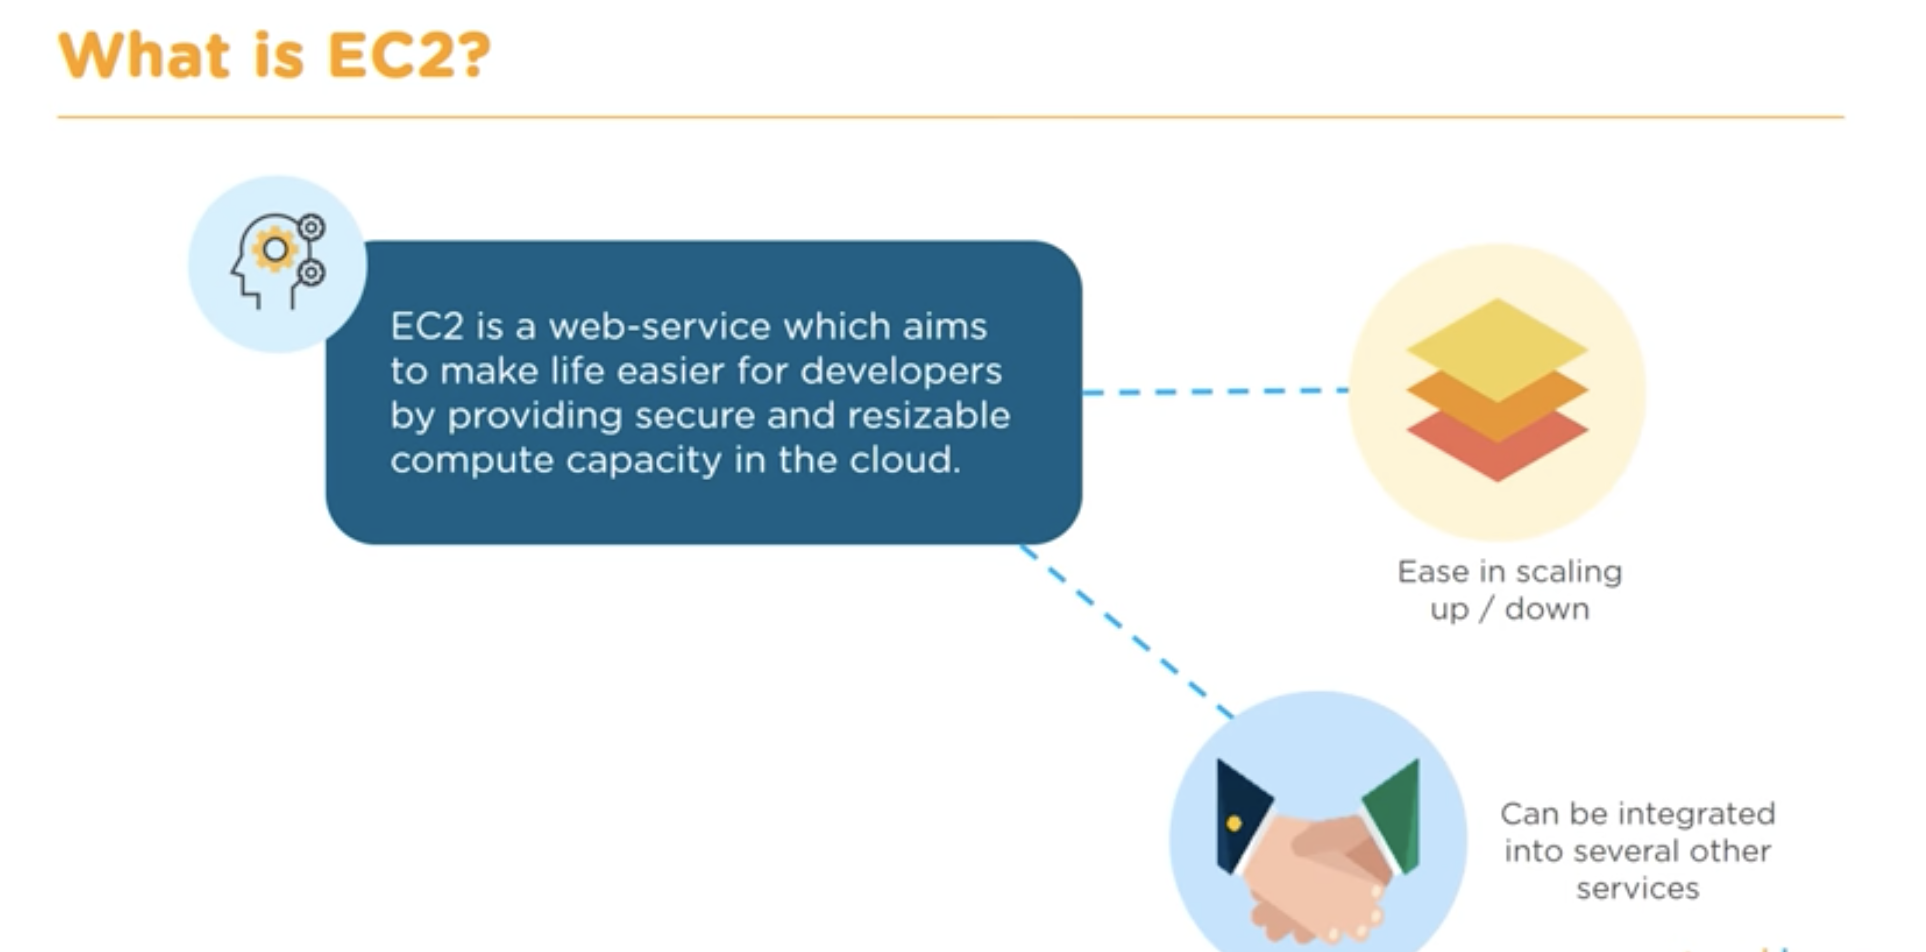 What is EC2?
EC2 is a web-service which aims
to make life easier for developers
by providing secure and resizable
compute capacity in the cloud.
Ease in scaling
up / down
Can be integrated
into several other
services